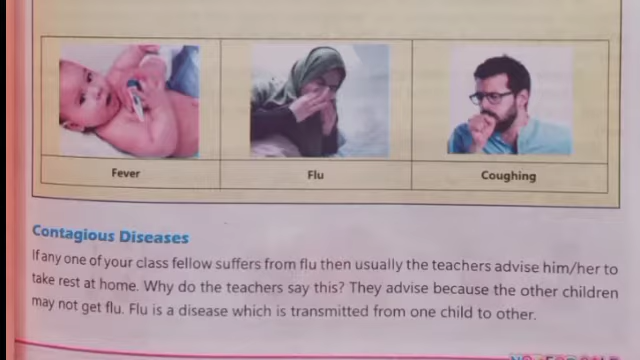 Fever
Flu
Coughing
Contagious Diseases
If any one of your class fellow suffers from flu then usually the teachers advise him/her to
take rest at home. Why do the teachers say this? They advise because the other children
may not get flu. Flu is a disease which is transmitted from one child to other.